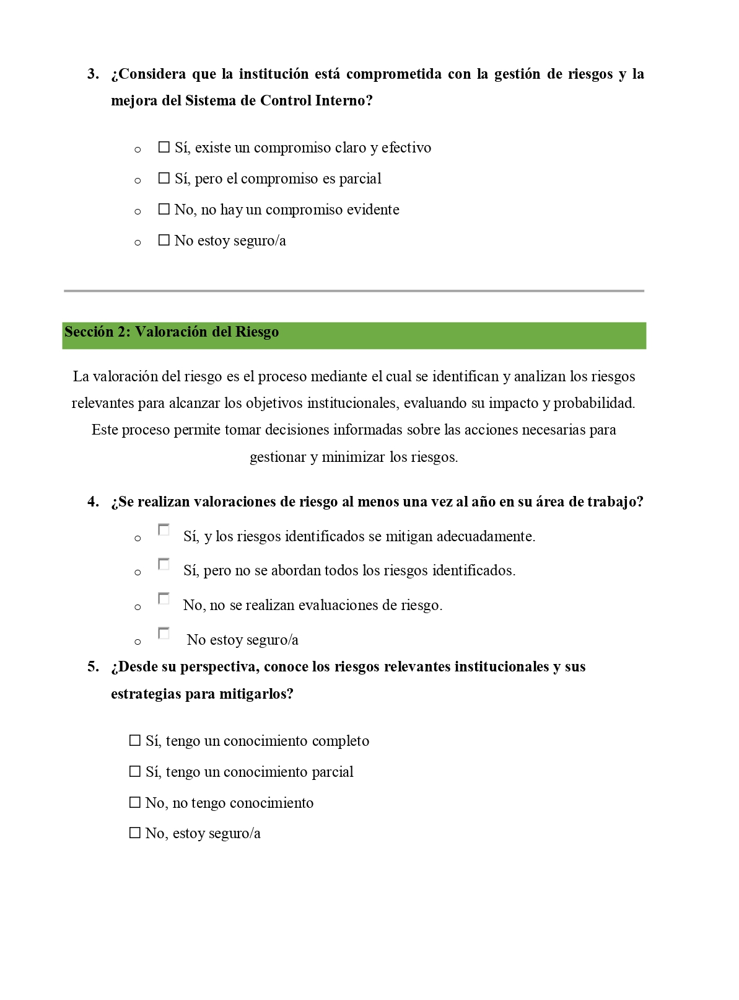 3. ¿Considera que la institución está comprometida con la gestión de riesgos y la
mejora del Sistema de Control Interno?
o ☐ Sí, existe un compromiso claro y efectivo
o ☐ Sí, pero el compromiso es parcial
o ☐ No, no hay un compromiso evidente
o ☐ No estoy seguro/a
Sección 2: Valoración del Riesgo
La valoración del riesgo es el proceso mediante el cual se identifican y analizan los riesgos
relevantes para alcanzar los objetivos institucionales, evaluando su impacto y probabilidad.
Este proceso permite tomar decisiones informadas sobre las acciones necesarias para
gestionar y minimizar los riesgos.
4. ¿Se realizan valoraciones de riesgo al menos una vez al año en su área de trabajo?
o ☐ Sí, y los riesgos identificados se mitigan adecuadamente.
o ☐ Sí, pero no se abordan todos los riesgos identificados.
o ☐ No, no se realizan evaluaciones de riesgo.
o ☐ No estoy seguro/a
5. ¿Desde su perspectiva, conoce los riesgos relevantes institucionales y sus
estrategias para mitigarlos?
☐ Sí, tengo un conocimiento completo
☐ Sí, tengo un conocimiento parcial
☐ No, no tengo conocimiento
☐ No, estoy seguro/a